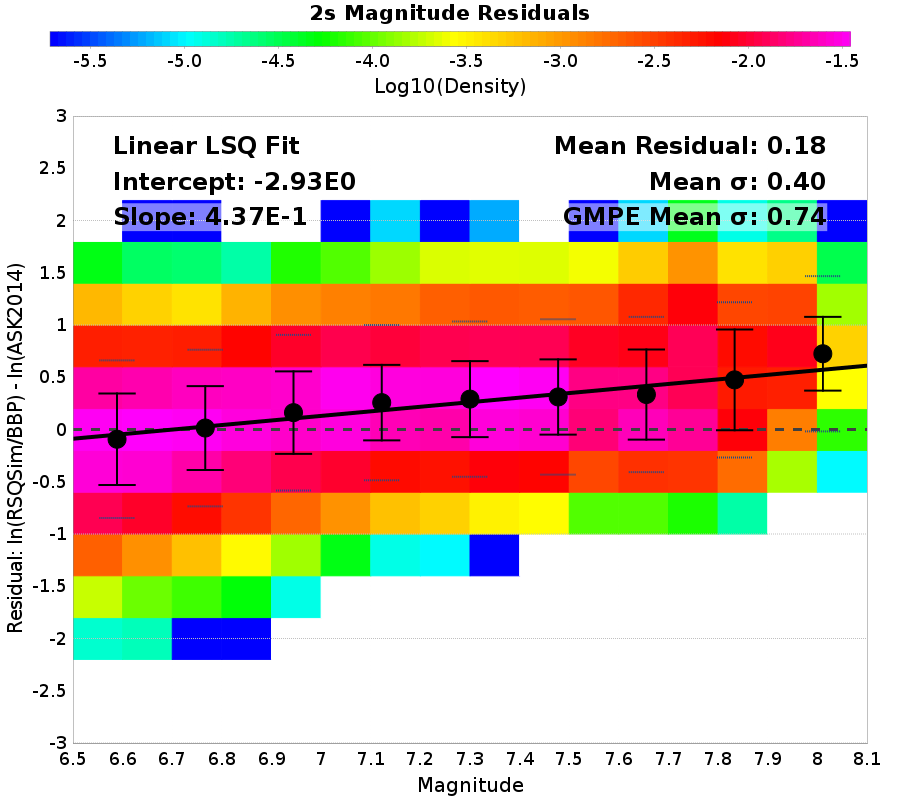 2s Magnitude Residuals
-5.5 -5.0 -4.5 -4.0 -3.5 -3.0 -2.5 -2.0 -1.5
Log10(Density)
Linear LSQ Fit
Intercept: -2.93E0
Slope: 4.37E-1
Mean Residual: 0.18
Mean σ: 0.40
GMPE Mean σ: 0.74
Residual: ln(RSQSim/BBP) - ln(ASK2014)
3
2.5
2
1.5
1
0.5
0
-0.5
-1
-1.5
-2
-2.5
-3
6.5 6.6 6.7 6.8 6.9 7 7.1 7.2 7.3 7.4 7.5 7.6 7.7 7.8 7.9 8 8.1
Magnitude